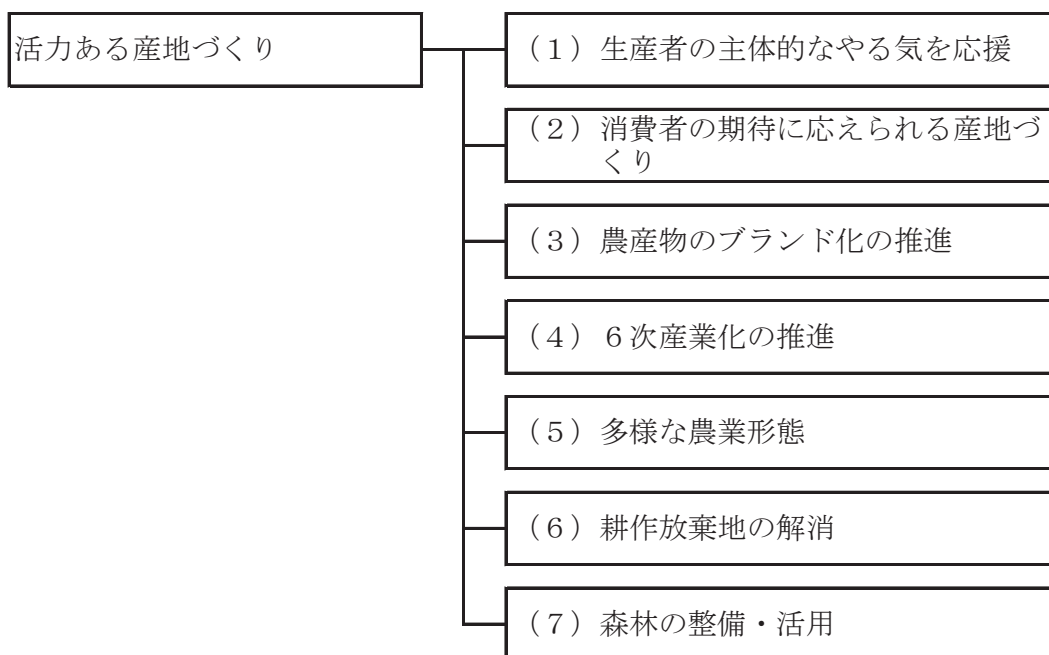 活力ある産地づくり
（１）生産者の主体的なやる気を応援
（２）消費者の期待に応えられる産地づ
くり
（３）農産物のブランド化の推進
（４）６次産業化の推進
（５）多様な農業形態
（６）耕作放棄地の解消
（７）森林の整備・活用